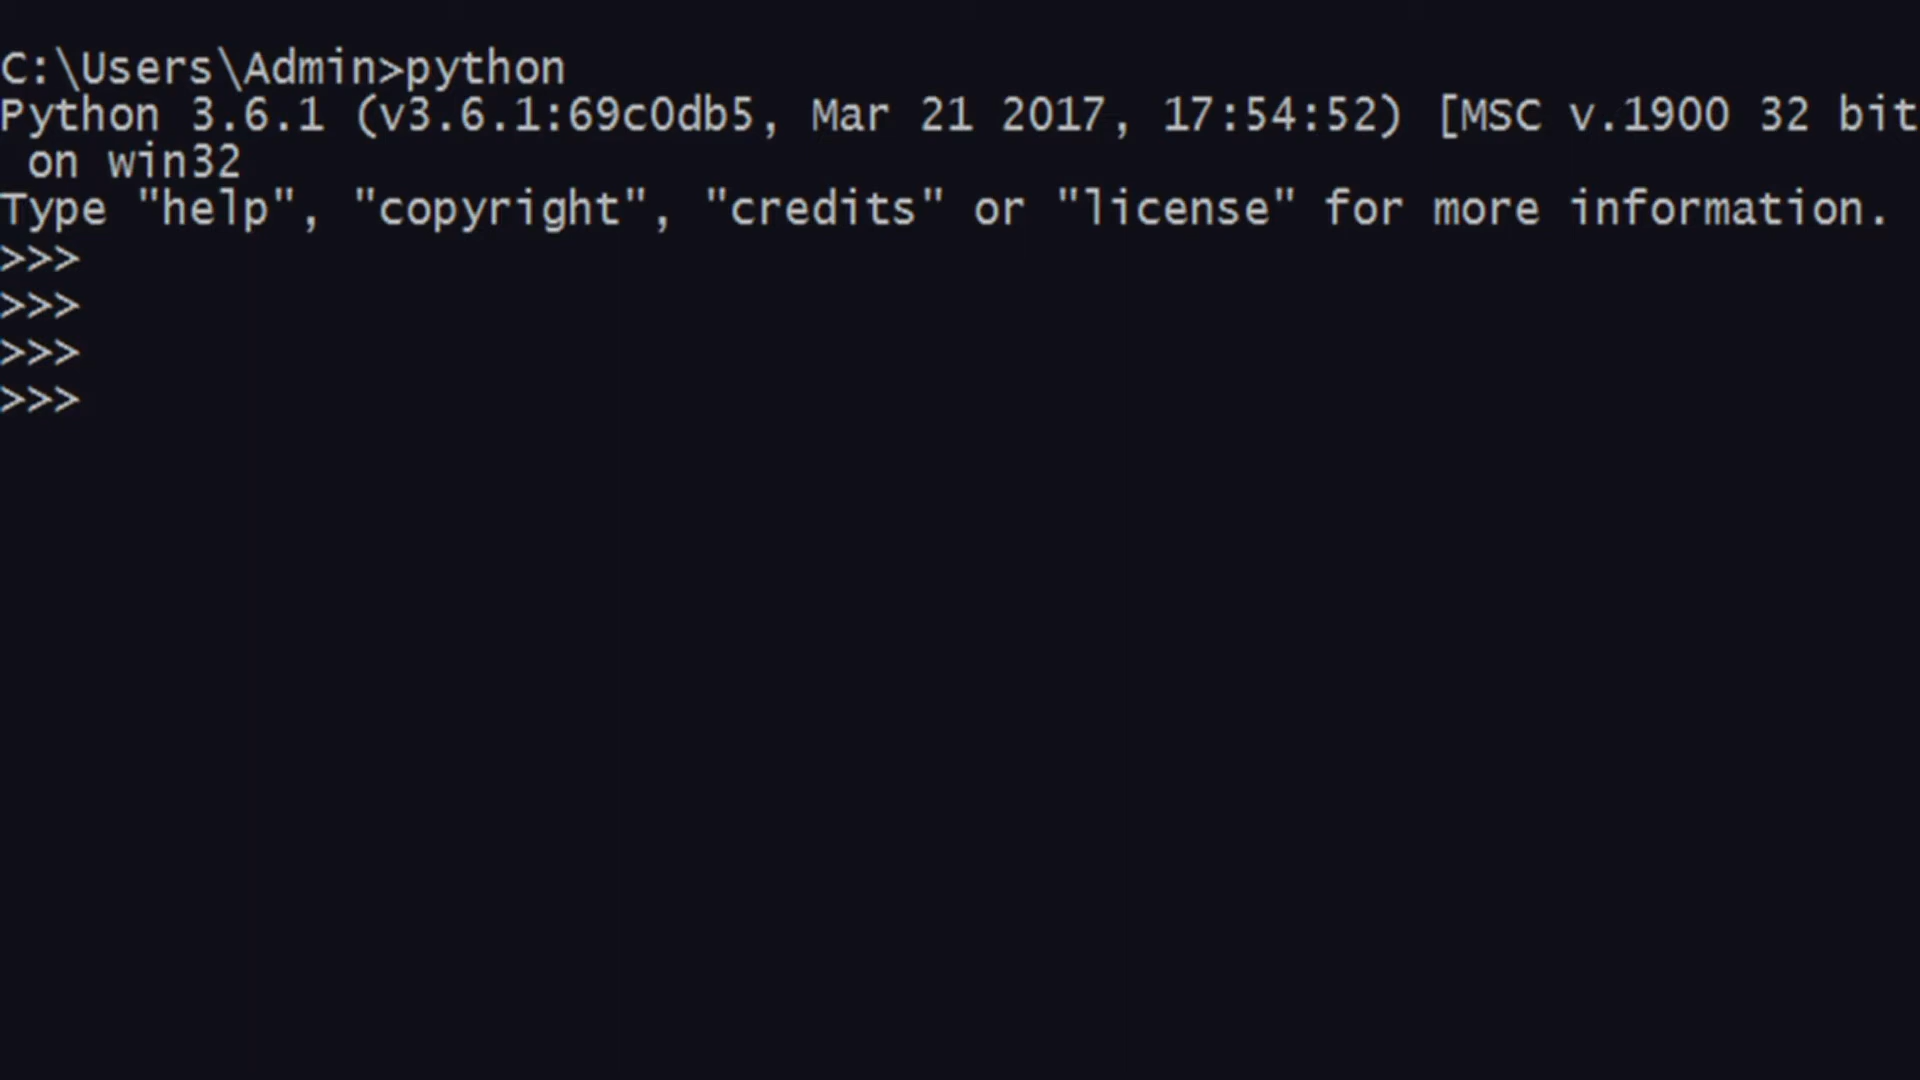 C:\Users\Admin>python
Python 3.6.1 (v3.6.1:69c0db5, Mar 21 2017, 17:54:52) [MSC v.1900 32 bit
 on win32
Type "help", "copyright", "credits" or "license" for more information.
>>>
>>>
>>>
>>>